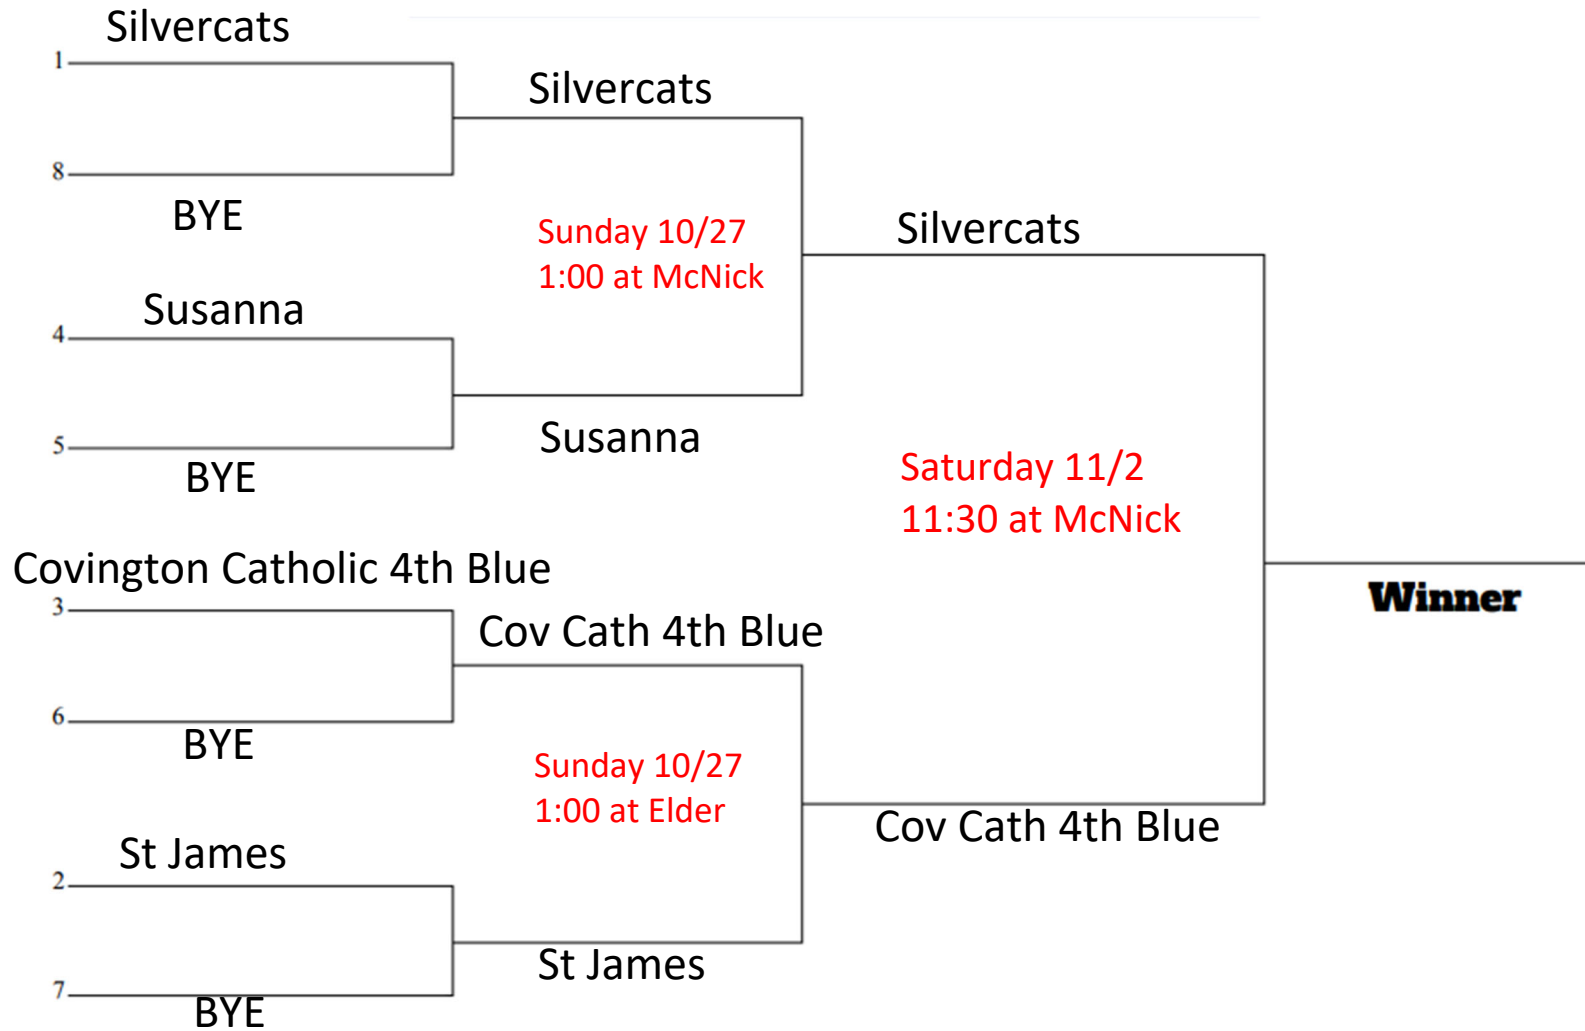 Silvercats
1
Silvercats
8
BYE
Sunday 10/27
1:00 at McNick
Silvercats
Susanna
4
Susanna
5
BYE
Saturday 11/2
11:30 at McNick
Covington Catholic 4th Blue
3
Cov Cath 4th Blue
Winner
6
BYE
Sunday 10/27
1:00 at Elder
Cov Cath 4th Blue
St James
2
St James
7
BYE